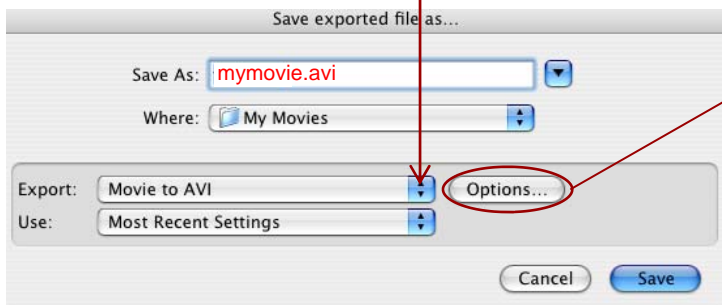 Save exported file as...
Save As: mymovie.avi
Where: My Movies
Export: Movie to AVI Options...
Use: Most Recent Settings
Cancel Save